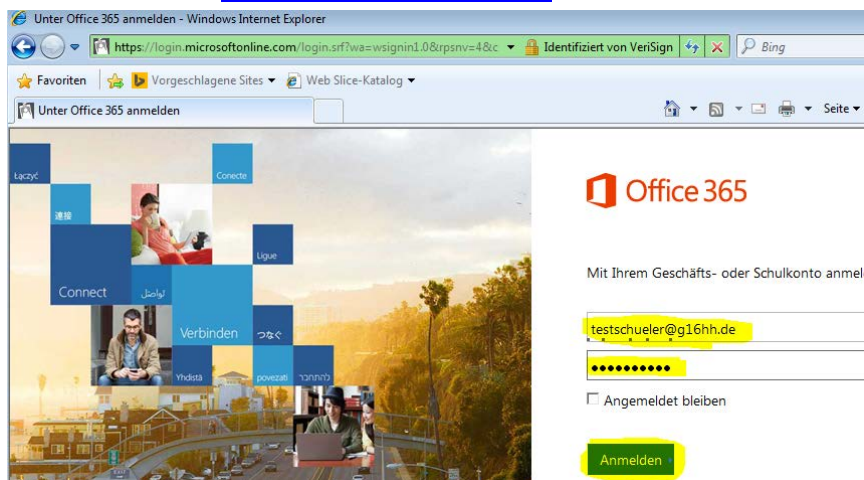 Unter Office 365 anmelden - Windows Internet Explorer
https://login.microsoftonline.com/login.srf?wa=wsignin1.0&rpsnv=4&c
Identifiziert von VeriSign
Bing
Favoriten
Vorgeschlagene Sites
Web Slice-Katalog
Unter Office 365 anmelden
Seite
Łączyć
Conecte
連接
Ligue
Connect
تواصل
Verbinden
つなぐ
Yhdistä
povezati
להתחבר
Office 365
Mit Ihrem Geschäfts- oder Schulkonto anmel
testschueler@g16hh.de
••••••••••
Angemeldet bleiben
Anmelden